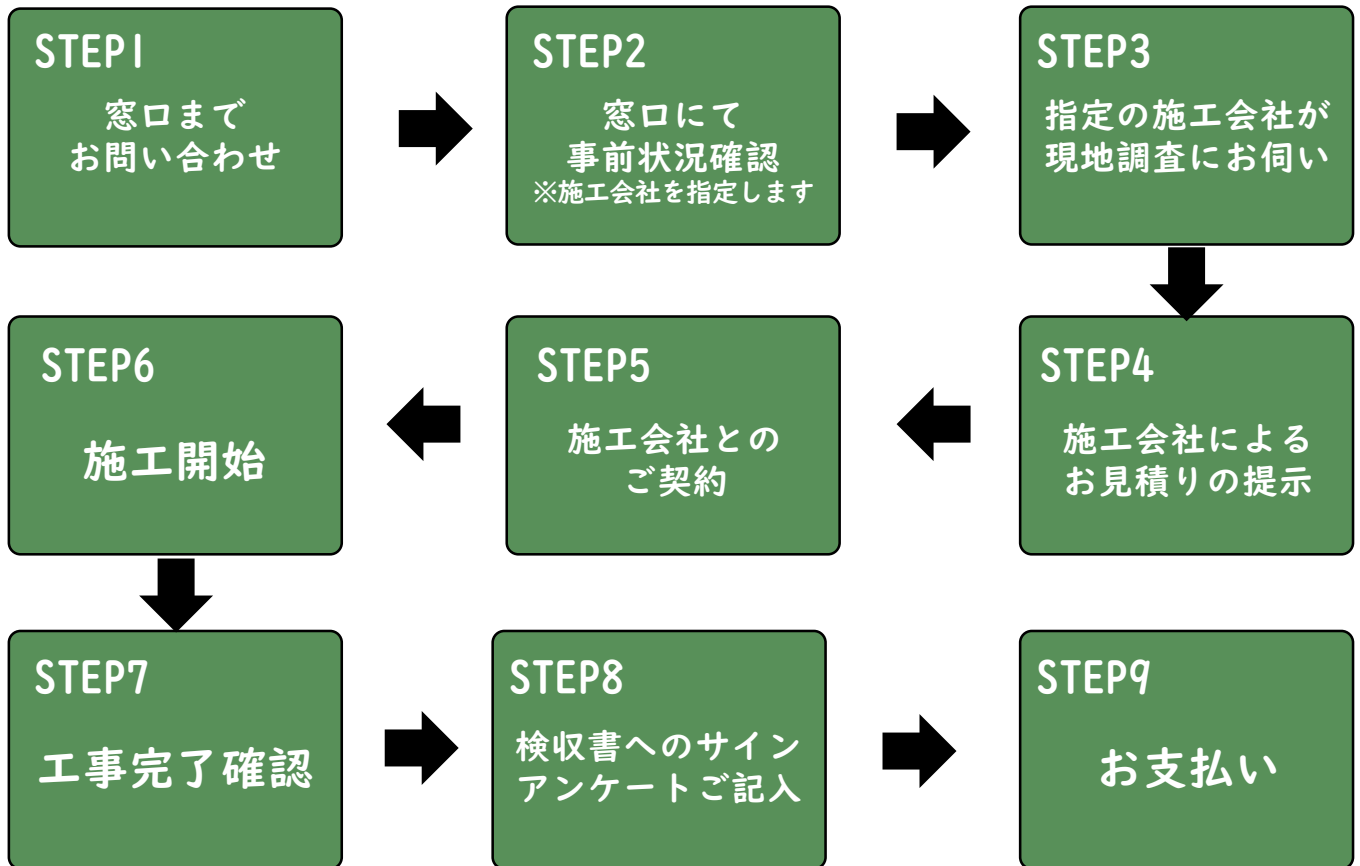 STEP1
窓口まで
お問い合わせ
STEP2
窓口にて
事前状況確認
※施工会社を指定します
STEP3
指定の施工会社が
現地調査にお伺い
STEP4
施工会社による
お見積りの提示
STEP5
施工会社との
ご契約
STEP6
施工開始
STEP7
工事完了確認
STEP8
検収書へのサイン
アンケートご記入
STEP9
お支払い